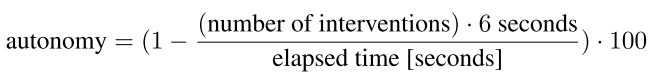 autonomy = (1 − (number of interventions) · 6 seconds / elapsed time [seconds]) · 100